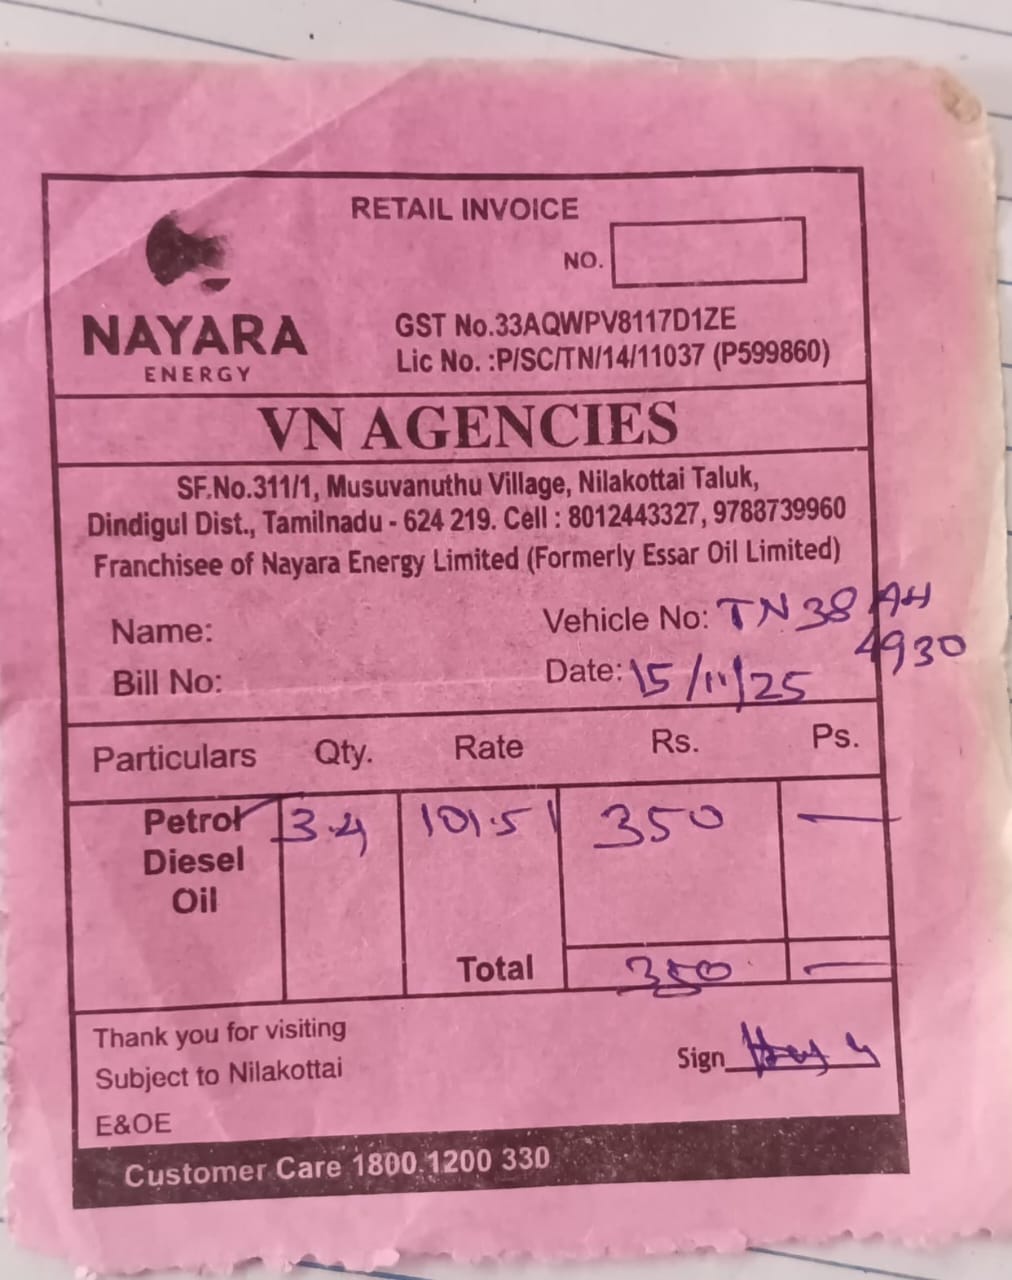 RETAIL INVOICE
NO.
NAYARA
ENERGY
GST No.33AQWPV8117D1ZE
Lic No. :P/SC/TN/14/11037 (P599860)
VN AGENCIES
SF.No.311/1, Musuvanuthu Village, Nilakottai Taluk,
Dindigul Dist., Tamilnadu - 624 219. Cell : 8012443327, 9788739960
Franchisee of Nayara Energy Limited (Formerly Essar Oil Limited)
Name: Vehicle No: TN 38 AH
4930
Bill No: Date: 15/11/25
Particulars Qty. Rate Rs. Ps.
Petrol 3.4 101.51 350 —
Diesel
Oil
Total 350 —
Thank you for visiting
Subject to Nilakottai
Sign
E&OE
Customer Care 1800 1200 330